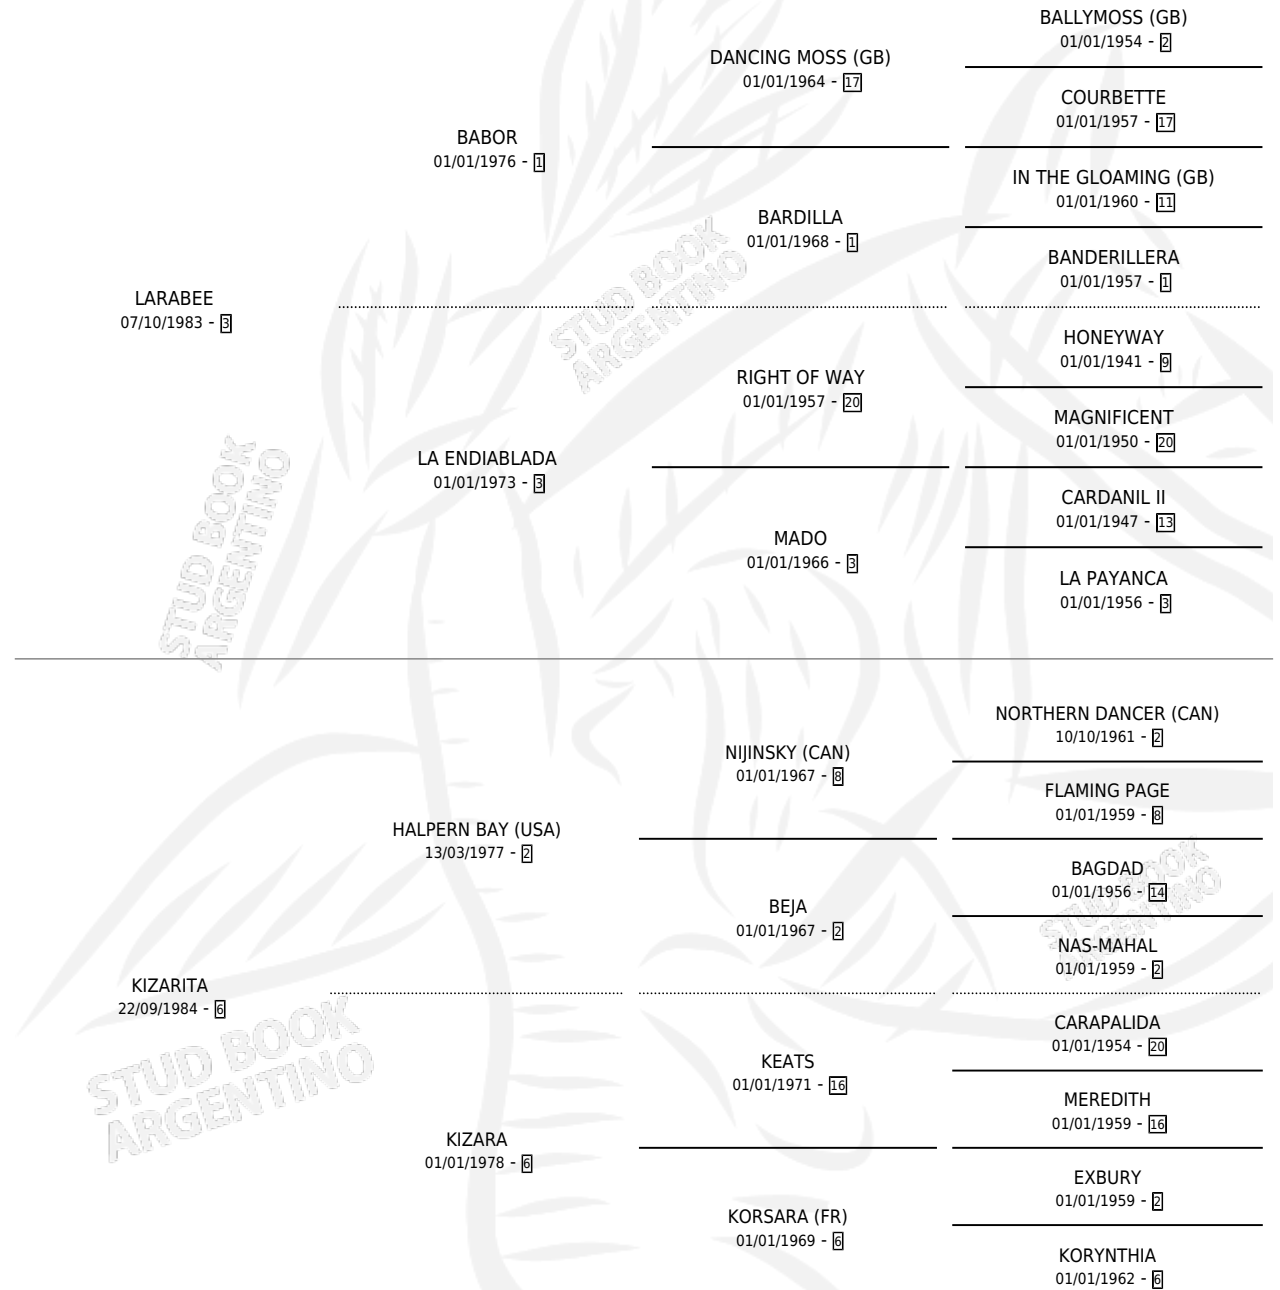 BALLYMOSS (GB)
01/01/1954 - 2
DANCING MOSS (GB)
01/01/1964 - 17
COURBETTE
01/01/1957 - 17
BABOR
01/01/1976 - 1
IN THE GLOAMING (GB)
01/01/1960 - 11
BARDILLA
01/01/1968 - 1
BANDERILLERA
01/01/1957 - 1
LARABEE
07/10/1983 - 3
HONEYWAY
01/01/1941 - 9
RIGHT OF WAY
01/01/1957 - 20
MAGNIFICENT
01/01/1950 - 20
LA ENDIABLADA
01/01/1973 - 3
CARDANIL II
01/01/1947 - 13
MADO
01/01/1966 - 3
LA PAYANCA
01/01/1956 - 3
NORTHERN DANCER (CAN)
10/10/1961 - 2
NIJINSKY (CAN)
01/01/1967 - 8
FLAMING PAGE
01/01/1959 - 8
HALPERN BAY (USA)
13/03/1977 - 2
BAGDAD
01/01/1956 - 14
BEJA
01/01/1967 - 2
NAS-MAHAL
01/01/1959 - 2
KIZARITA
22/09/1984 - 6
CARAPALIDA
01/01/1954 - 20
KEATS
01/01/1971 - 16
MEREDITH
01/01/1959 - 16
KIZARA
01/01/1978 - 6
EXBURY
01/01/1959 - 2
KORSARA (FR)
01/01/1969 - 6
KORYNTHIA
01/01/1962 - 6
STUD BOOK
ARGENTINO
STUD BOOK
ARGENTINO
STUD BOOK
ARGENTINO
STUD BOOK
ARGENTINO